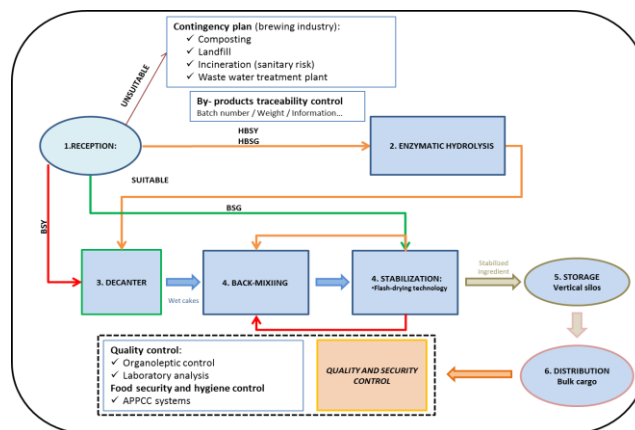 Contingency plan (brewing industry):
✓ Composting
✓ Landfill
✓ Incineration (sanitary risk)
✓ Waste water treatment plant
UNSUITABLE
By- products traceability control
Batch number / Weight / Information...
1.RECEPTION:
HBSY
HBSG
2. ENZYMATIC HYDROLYSIS
SUITABLE
BSG
BSY
3. DECANTER
Wet cakes
4. BACK-MIXIING
4. STABILIZATION:
•Flash-drying technology
Stabilized
ingredient
5. STORAGE
Vertical silos
Quality control:
✓ Organoleptic control
✓ Laboratory analysis
Food security and hygiene control
✓ APPCC systems
QUALITY AND SECURITY
CONTROL
6. DISTRIBUTION
Bulk cargo